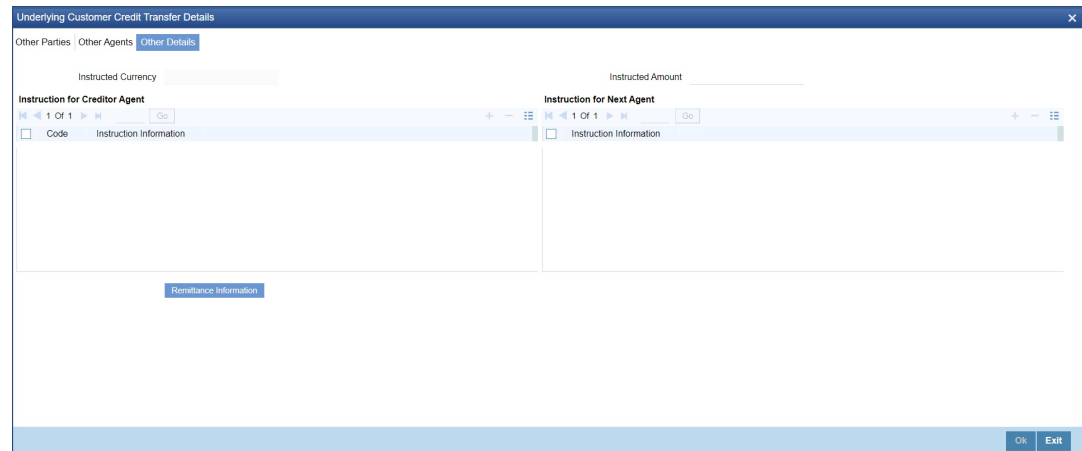 Underlying Customer Credit Transfer Details
Other Parties Other Agents Other Details
Instructed Currency Instructed Amount
Instruction for Creditor Agent Instruction for Next Agent
1 Of 1 Go 1 Of 1 Go
Code Instruction Information Instruction Information
Remittance Information
Ok Exit